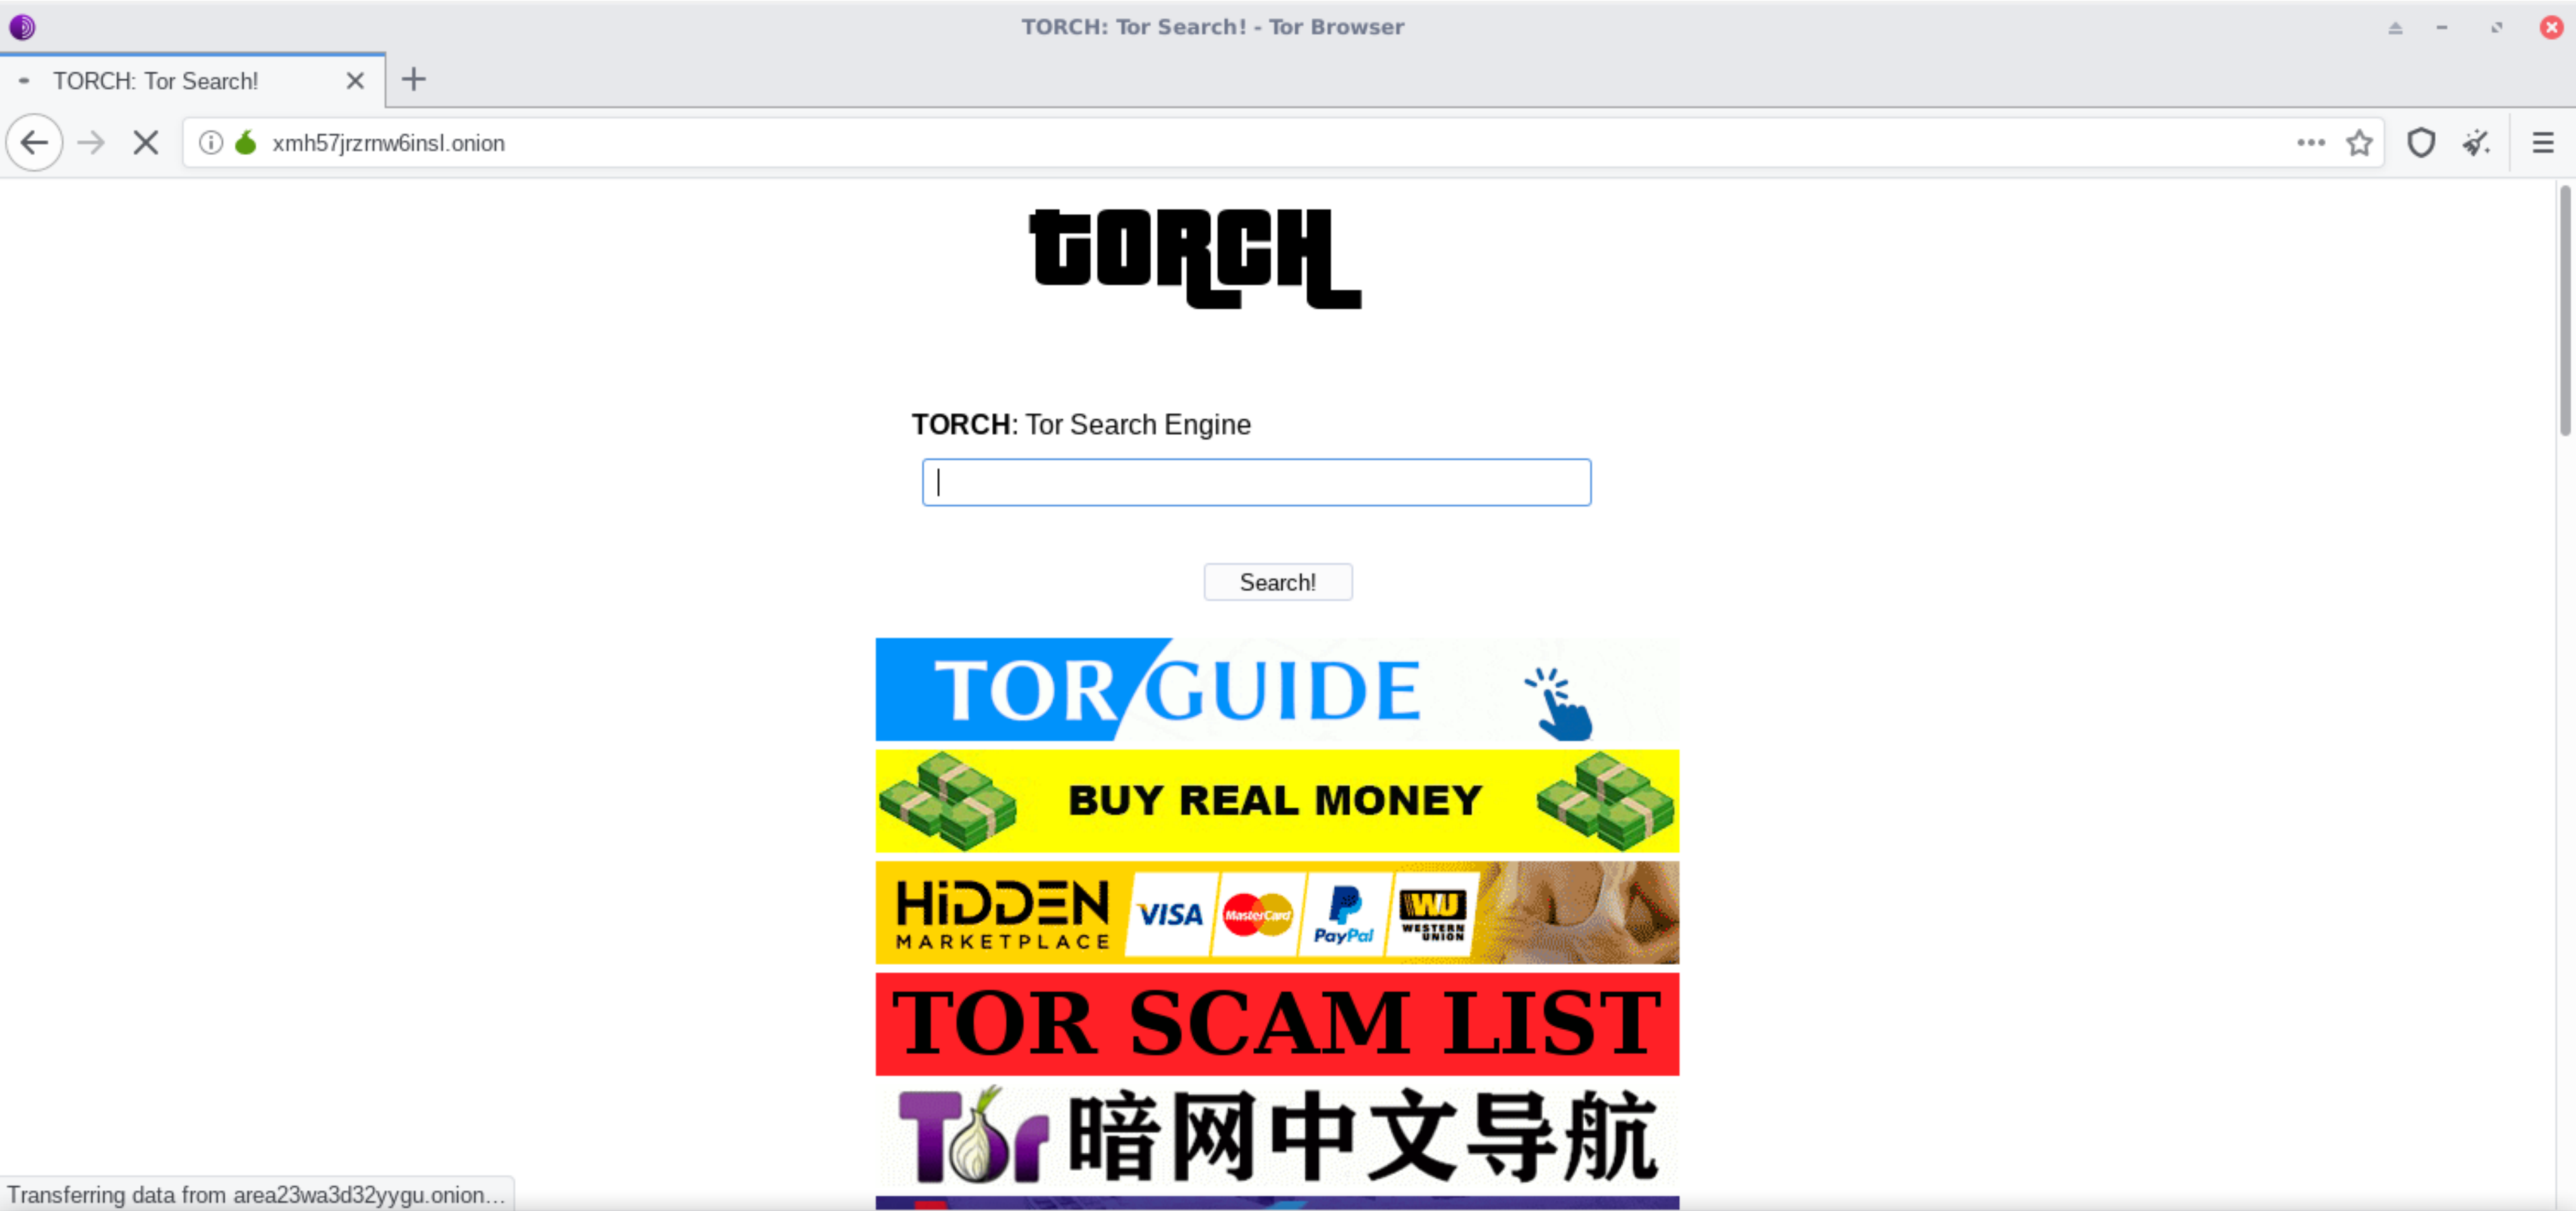 TORCH: Tor Search! - Tor Browser
TORCH: Tor Search!
xmh57jrzrnw6insl.onion
TORCH
TORCH: Tor Search Engine
Search!
TOR GUIDE
BUY REAL MONEY
HiDDEN
MARKETPLACE
VISA
MasterCard
PayPal
WU
WESTERN
UNION
TOR SCAM LIST
Tor 暗网中文导航
Transferring data from area23wa3d32yygu.onion...